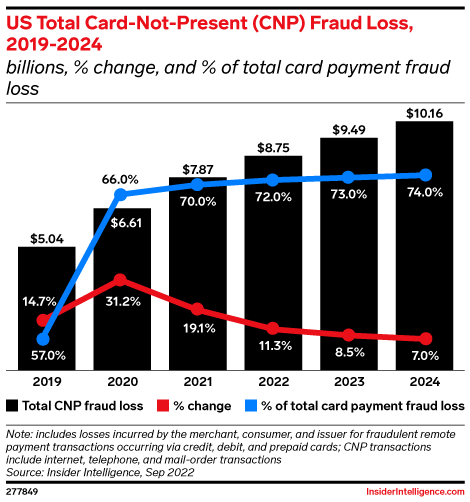 US Total Card-Not-Present (CNP) Fraud Loss,
2019-2024
billions, % change, and % of total card payment fraud
loss
$10.16
$9.49
$8.75
$7.87
66.0%
$6.61
70.0%
72.0%
73.0%
74.0%
$5.04
14.7%
31.2%
19.1%
11.3%
8.5%
7.0%
57.0%
2019 2020 2021 2022 2023 2024
Total CNP fraud loss % change % of total card payment fraud loss
Note: includes losses incurred by the merchant, consumer, and issuer for fraudulent remote
payment transactions occurring via credit, debit, and prepaid cards; CNP transactions
include internet, telephone, and mail-order transactions
Source: Insider Intelligence, Sep 2022
277849 InsiderIntelligence.com